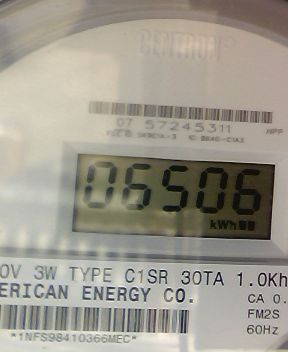 CENTRON
07 57245311 HPP
06506
kWh
0V 3W TYPE C1SR 30TA 1.0Kh
ERICAN ENERGY CO. CA 0.
FM2S
60Hz
*1NFS98410366MEC*